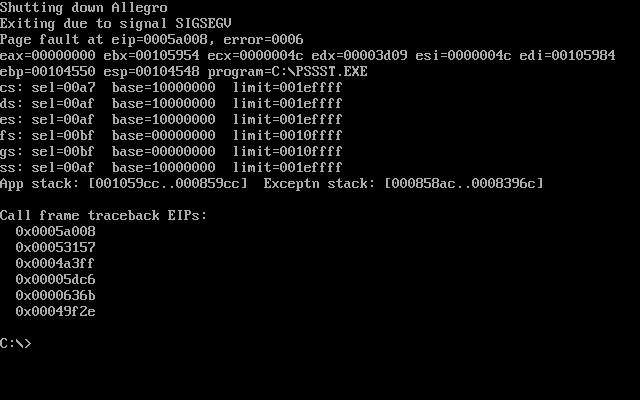 Shutting down Allegro
Exiting due to signal SIGSEGV
Page fault at eip=0005a008, error=0006
eax=00000000 ebx=00105954 ecx=0000004c edx=00003d09 esi=0000004c edi=00105984
ebp=00104550 esp=00104548 program=C:\PSSST.EXE
cs: sel=00a7  base=10000000  limit=001effff
ds: sel=00af  base=10000000  limit=001effff
es: sel=00af  base=10000000  limit=001effff
fs: sel=00bf  base=00000000  limit=0010ffff
gs: sel=00bf  base=00000000  limit=0010ffff
ss: sel=00af  base=10000000  limit=001effff
App stack: [001059cc..000859cc]  Exceptn stack: [000858ac..0008396c]
Call frame traceback EIPs:
  0x0005a008
  0x00053157
  0x0004a3ff
  0x00005dc6
  0x0000636b
  0x00049f2e
C:\>